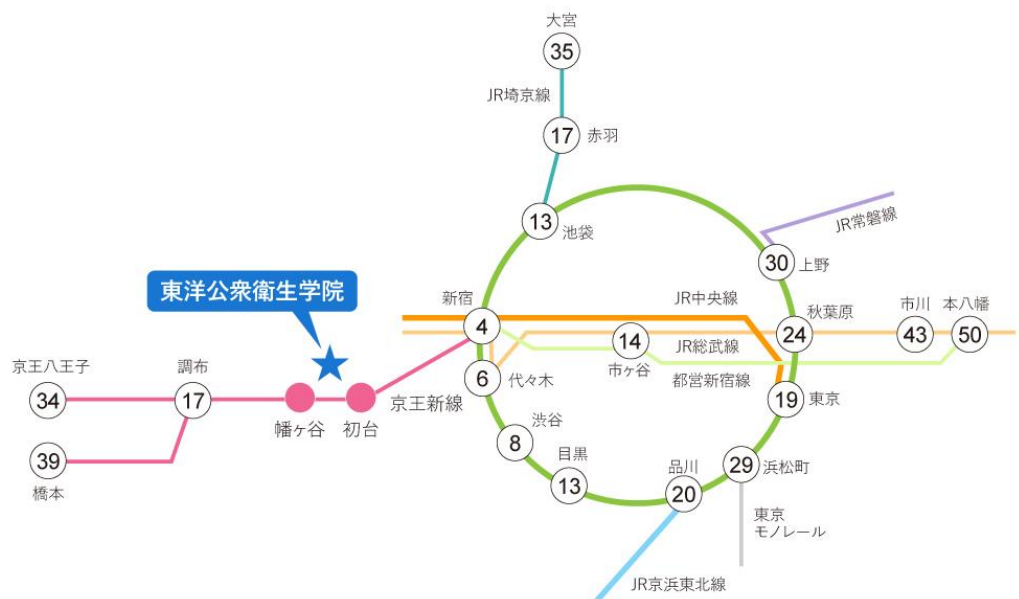 大宮
35
JR埼京線
17
赤羽
13
池袋
JR常磐線
30
上野
東洋公衆衛生学院
新宿
4
JR中央線
秋葉原
24
市川
43
本八幡
50
14
市ヶ谷
JR総武線
都営新宿線
京王八王子
34
調布
17
幡ヶ谷
初台
京王新線
6
代々木
19
東京
39
橋本
渋谷
8
目黒
13
品川
20
29
浜松町
東京
モノレール
JR京浜東北線